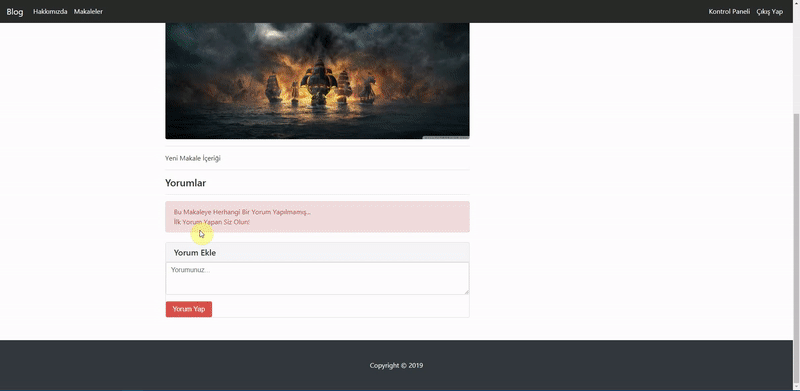 Blog Hakkımızda Makaleler Kontrol Paneli Çıkış Yap
Yeni Makale İçeriği
Yorumlar
Bu Makaleye Herhangi Bir Yorum Yapılmamış...
İlk Yorum Yapan Siz Olun!
Yorum Ekle
Yorumunuz...
Yorum Yap
Copyright © 2019